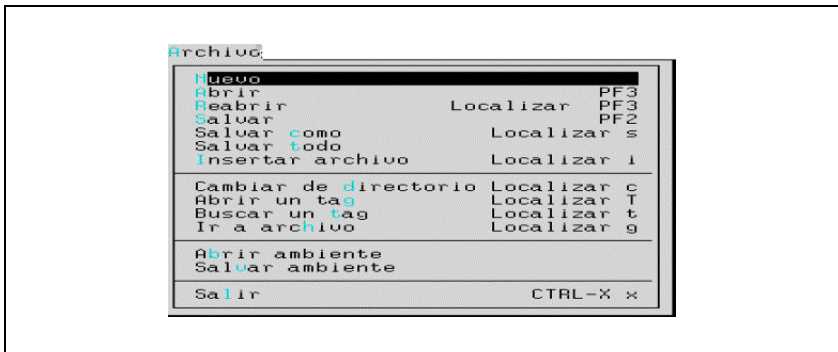 Archivo
Nuevo
Abrir PF3
Reabrir Localizar PF3
Salvar PF2
Salvar como Localizar s
Salvar todo
Insertar archivo Localizar i
Cambiar de directorio Localizar c
Abrir un tag Localizar T
Buscar un tag Localizar t
Ir a archivo Localizar g
Abrir ambiente
Salvar ambiente
Salir CTRL-X x